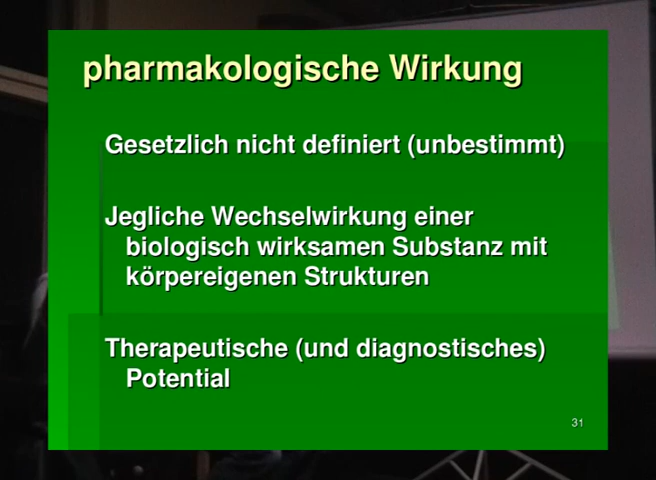 pharmakologische Wirkung
Gesetzlich nicht definiert (unbestimmt)
Jegliche Wechselwirkung einer
biologisch wirksamen Substanz mit
körpereigenen Strukturen
Therapeutische (und diagnostisches)
Potential
31